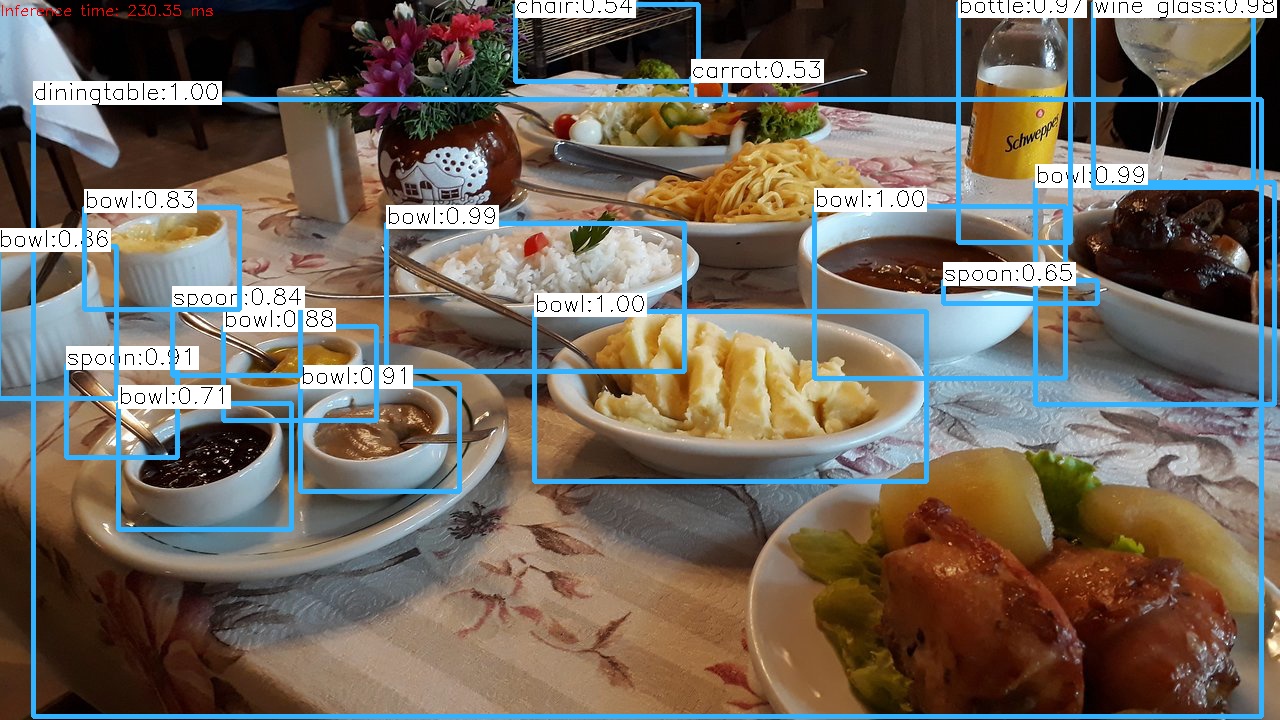 Inference time: 230.35 ms
chair:0.54
bottle:0.97
wine glass:0.98
carrot:0.53
diningtable:1.00
Schweppes
bowl:0.99
bowl:0.83
bowl:1.00
bowl:0.99
bowl:0.86
spoon:0.65
spoon:0.84
bowl:1.00
bowl:0.88
spoon:0.91
bowl:0.91
bowl:0.71